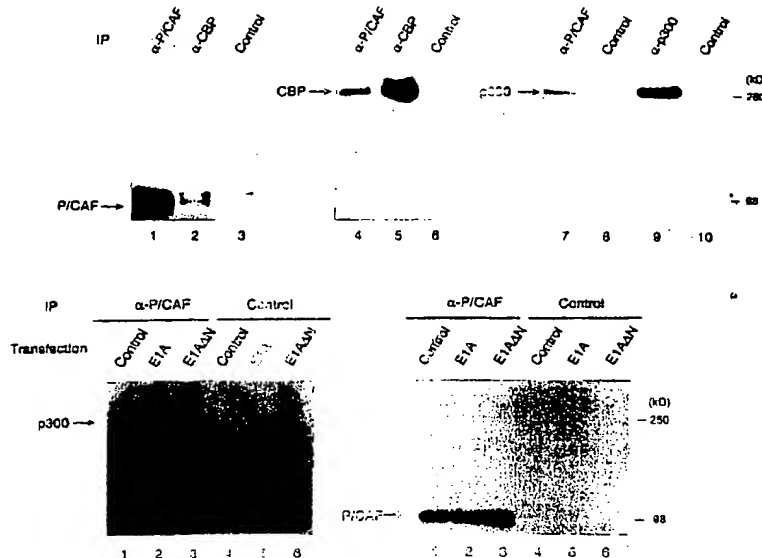 IP α-P/CAF α-CBP Control α-P/CAF α-CBP Control α-P/CAF Control α-p300 Control
(kD)
CBP→ p300→
P/CAF→
1 2 3 4 5 6 7 8 9 10
IP α-P/CAF Control α-P/CAF Control
Transfection Control E1A E1AΔN Control E1A E1AΔN Control E1A E1AΔN Control E1A E1AΔN
(kD)
p300→ – 250
P/CAF→ – 98
1 2 3 4 5 6 1 2 3 4 5 6